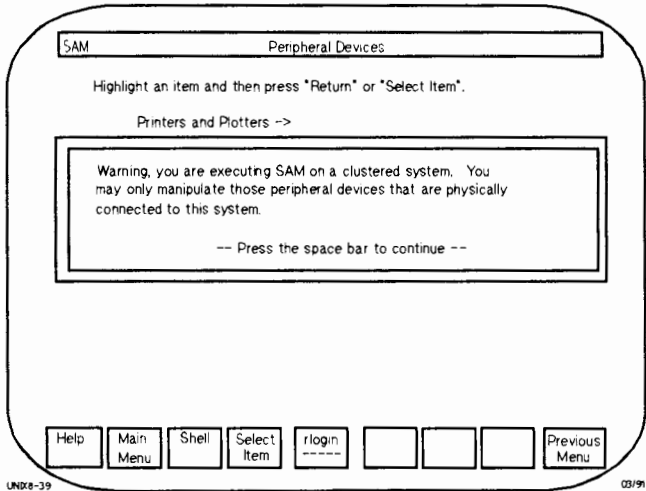 SAM Peripheral Devices
Highlight an item and then press "Return" or "Select Item".
Printers and Plotters ->
Warning, you are executing SAM on a clustered system. You
may only manipulate those peripheral devices that are physically
connected to this system.
-- Press the space bar to continue --
Help
Main
Menu
Shell
Select
Item
rlogin
-----
Previous
Menu
UNIX8-39
03/91